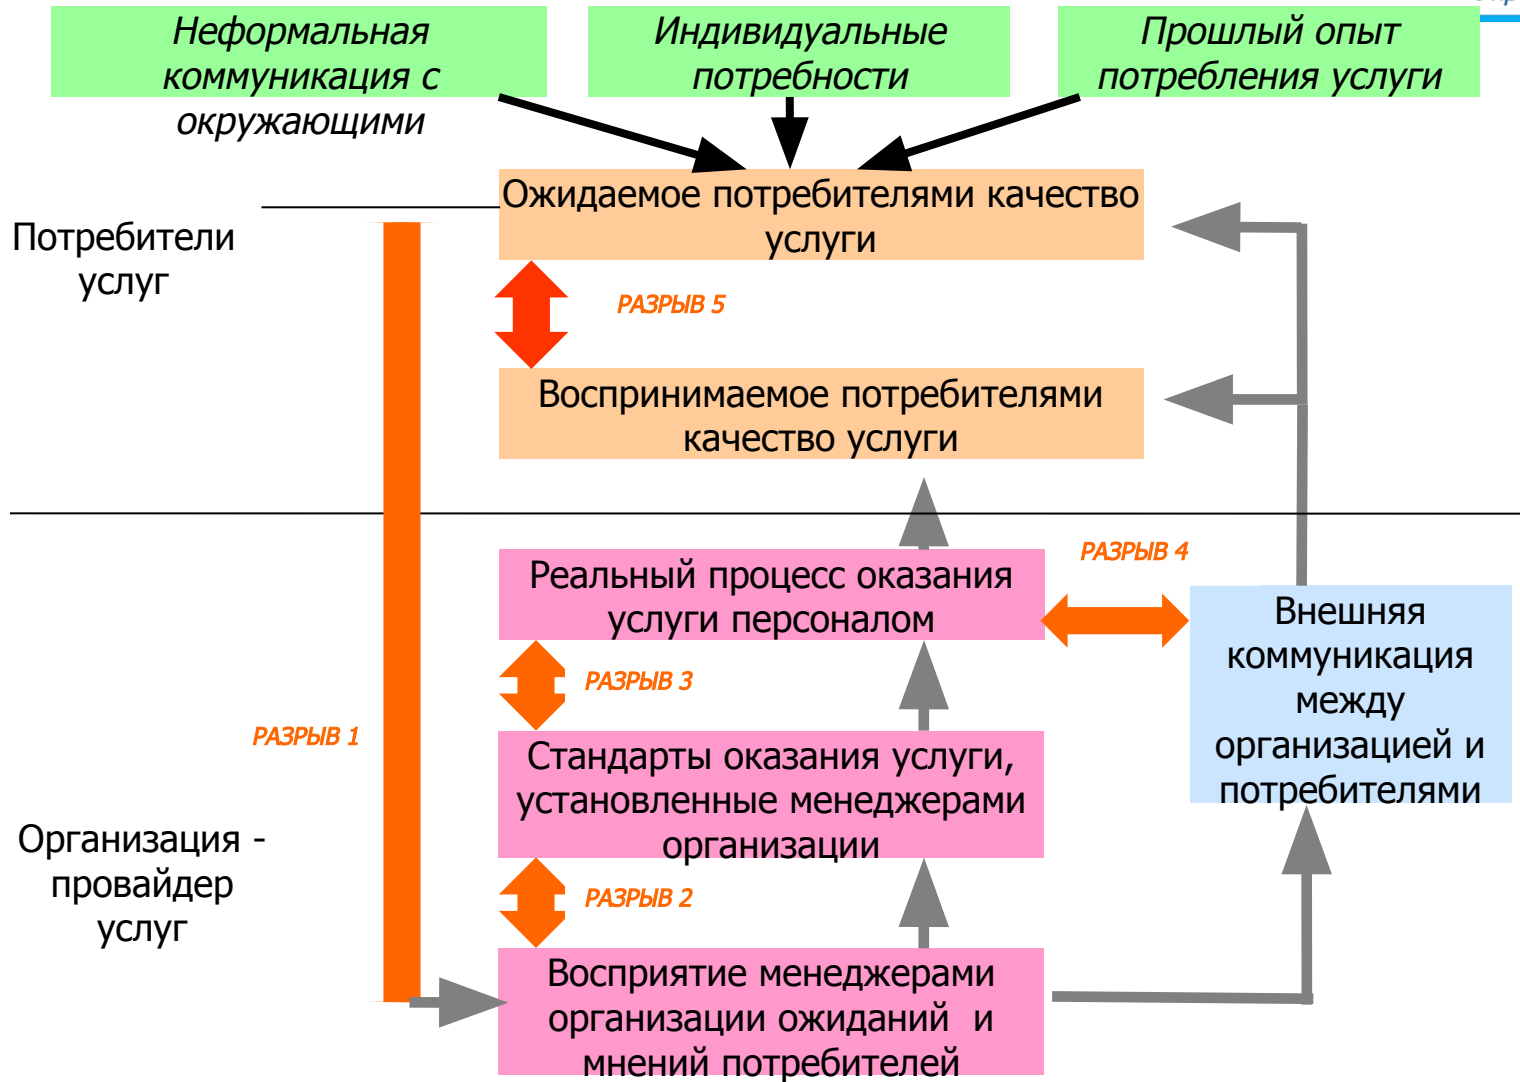 Неформальная
коммуникация с
окружающими
Индивидуальные
потребности
Прошлый опыт
потребления услуги
Ожидаемое потребителями качество
услуги
Потребители
услуг
РАЗРЫВ 5
Воспринимаемое потребителями
качество услуги
РАЗРЫВ 4
Реальный процесс оказания
услуги персоналом
Внешняя
коммуникация
между
организацией и
потребителями
РАЗРЫВ 3
РАЗРЫВ 1
Стандарты оказания услуги,
установленные менеджерами
организации
Организация -
провайдер
услуг
РАЗРЫВ 2
Восприятие менеджерами
организации ожиданий  и
мнений потребителей